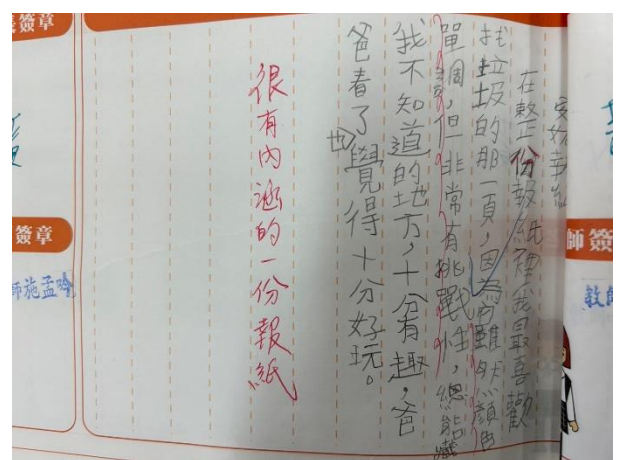 師簽
教師
在整份報紙裡,我最喜歡
找垃圾的那一頁,因為雖然顏色
單調,但非常有挑戰性,總能藏
我不知道的地方,十分有趣,爸
爸看了也覺得十分好玩。
很有內涵的一份報紙
簽章
簽章
師施孟吟